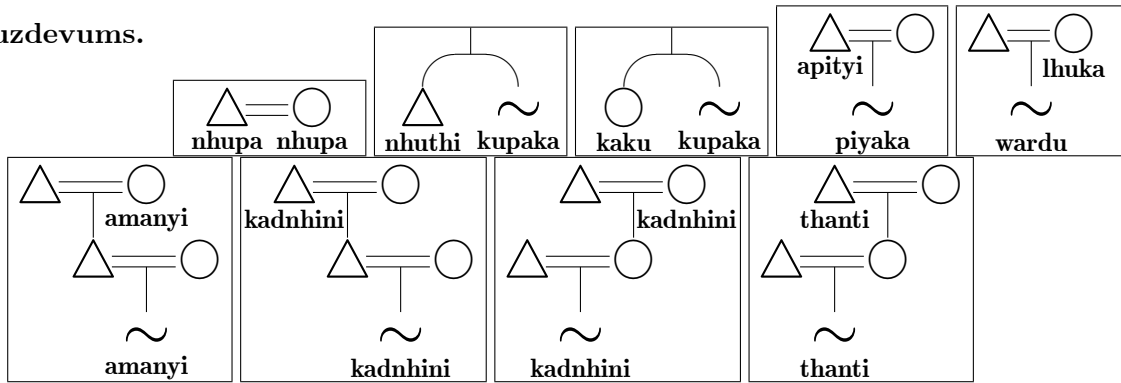 uzdevums.
apityi
lhuka
nhupa nhupa
nhuthi kupaka
kaku kupaka
piyaka
wardu
amanyi
kadnhini
kadnhini
thanti
amanyi
kadnhini
kadnhini
thanti